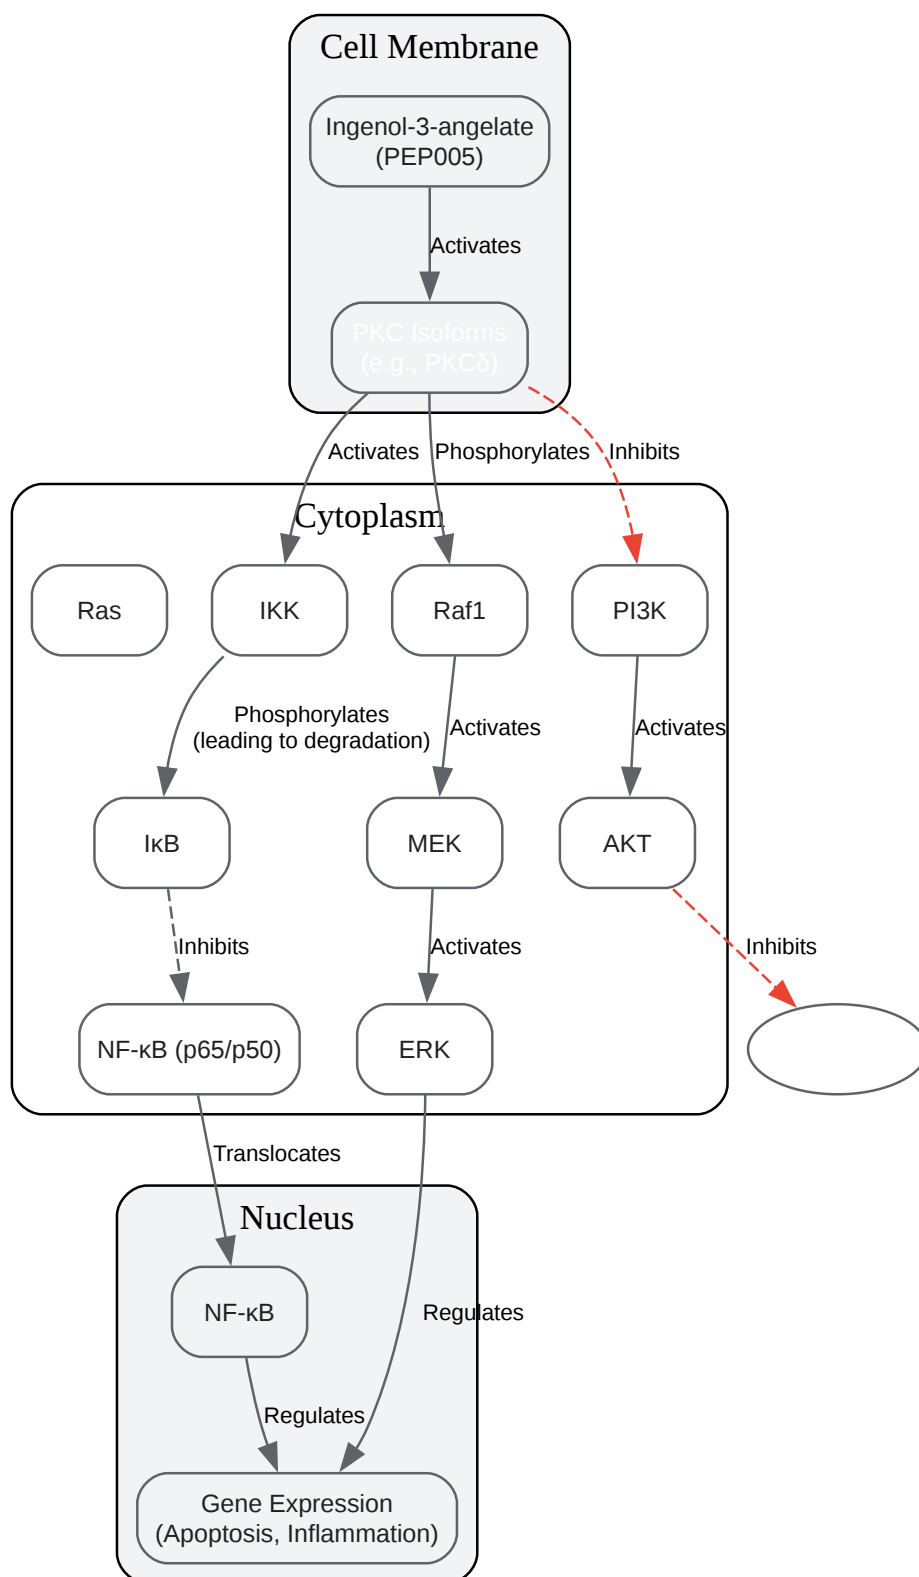 Cell Membrane
Ingenol-3-angelate
(PEP005)
Activates
PKC Isoforms
(e.g., PKCδ)
Activates
Phosphorylates
Inhibits
Cytoplasm
Ras
IKK
Raf1
PI3K
Phosphorylates
(leading to degradation)
Activates
Activates
IκB
MEK
AKT
Inhibits
Activates
Inhibits
NF-κB (p65/p50)
ERK
Translocates
Nucleus
NF-κB
Regulates
Regulates
Gene Expression
(Apoptosis, Inflammation)